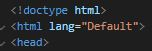 <!doctype html>
<html lang="Default">
<head>